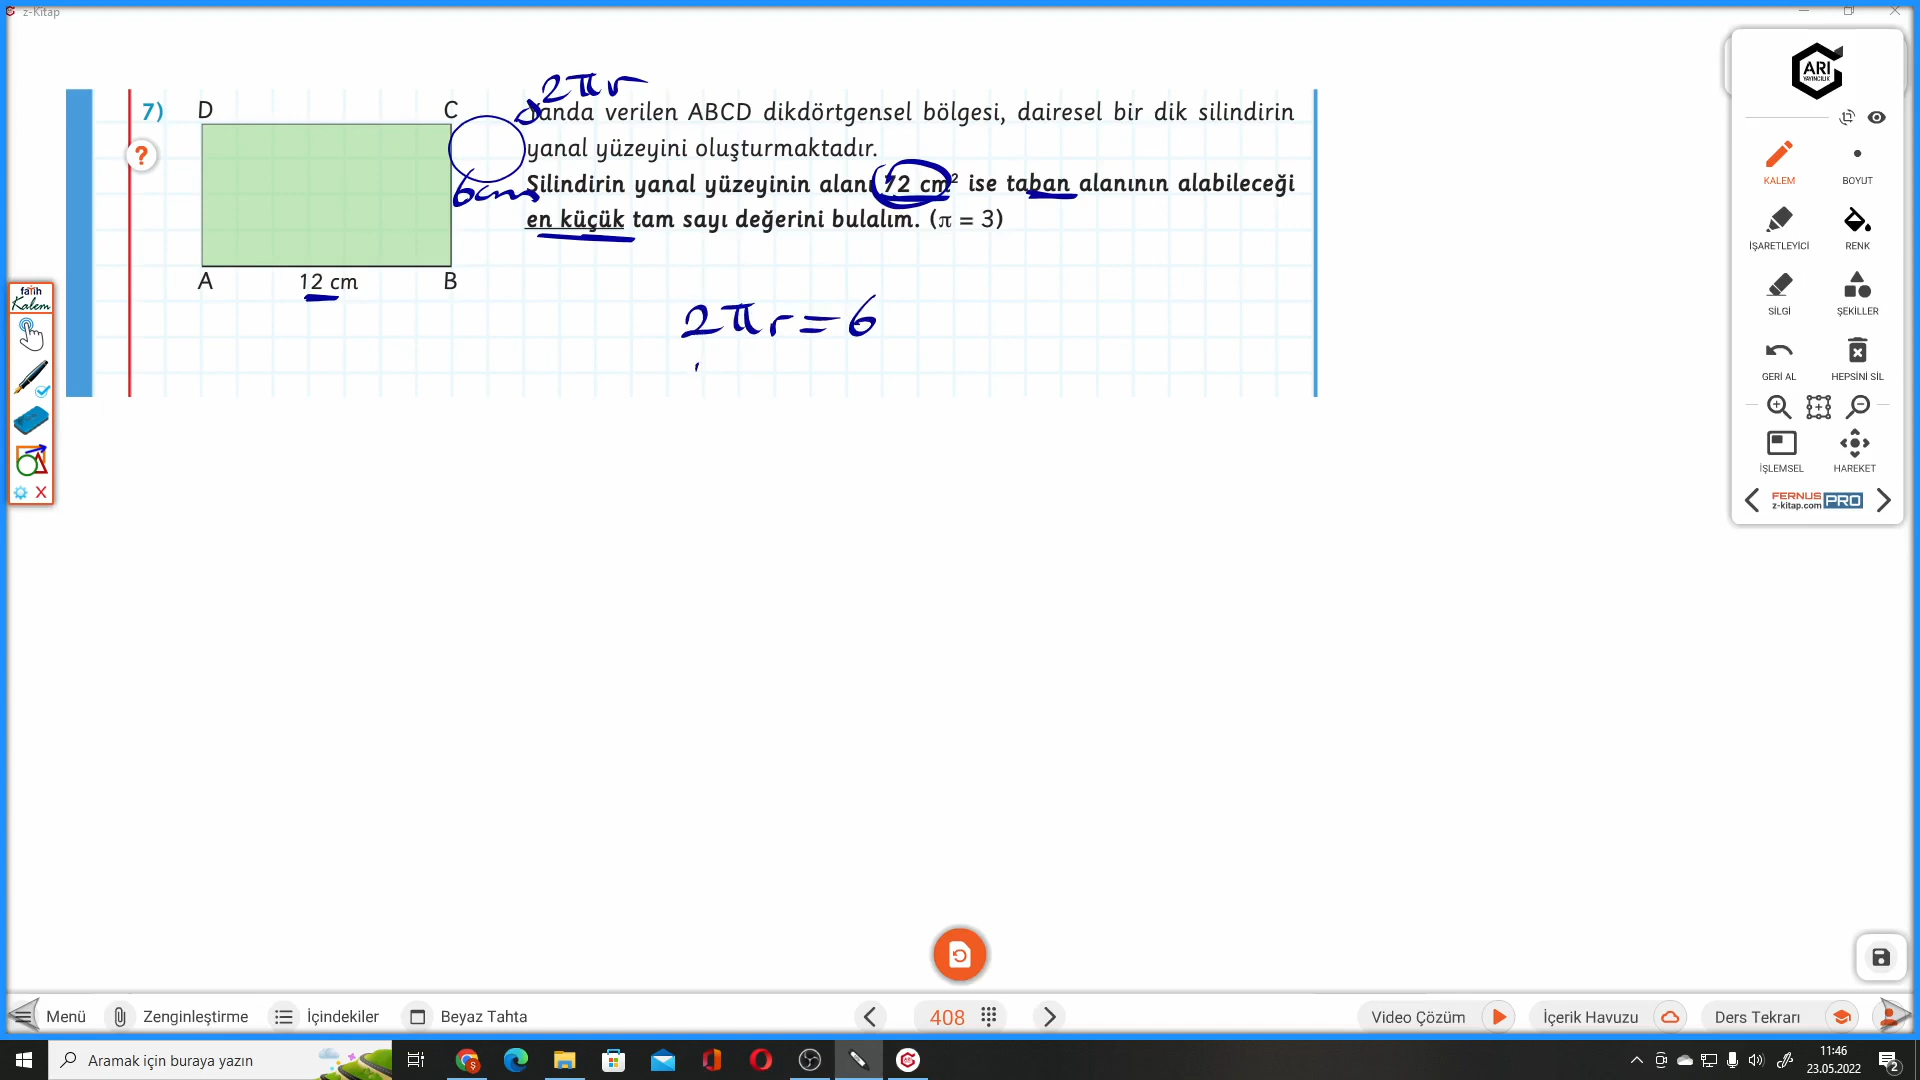 z-Kitap
2πr
7)
D
C
Yanda verilen ABCD dikdörtgensel bölgesi, dairesel bir dik silindirin
yanal yüzeyini oluşturmaktadır.
6cm
Silindirin yanal yüzeyinin alanı 72 cm² ise taban alanının alabileceği
en küçük tam sayı değerini bulalım. (π = 3)
?
A
12 cm
B
2πr=6
fatih
Kalem
ARI
YAYINCILIK
KALEM
BOYUT
İŞARETLEYİCİ
RENK
SİLGİ
ŞEKİLLER
GERİ AL
HEPSİNİ SİL
İŞLEMSEL
HAREKET
FERNUS
z-kitap.com
PRO
Menü
Zenginleştirme
İçindekiler
Beyaz Tahta
408
Video Çözüm
İçerik Havuzu
Ders Tekrarı
Aramak için buraya yazın
11:46
23.05.2022
2